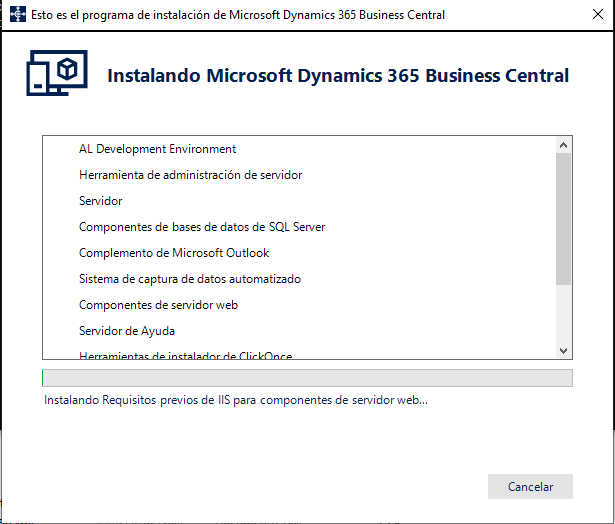 Esto es el programa de instalación de Microsoft Dynamics 365 Business Central
Instalando Microsoft Dynamics 365 Business Central
AL Development Environment
Herramienta de administración de servidor
Servidor
Componentes de bases de datos de SQL Server
Complemento de Microsoft Outlook
Sistema de captura de datos automatizado
Componentes de servidor web
Servidor de Ayuda
Herramientas de instalador de ClickOnce
Instalando Requisitos previos de IIS para componentes de servidor web...
Cancelar